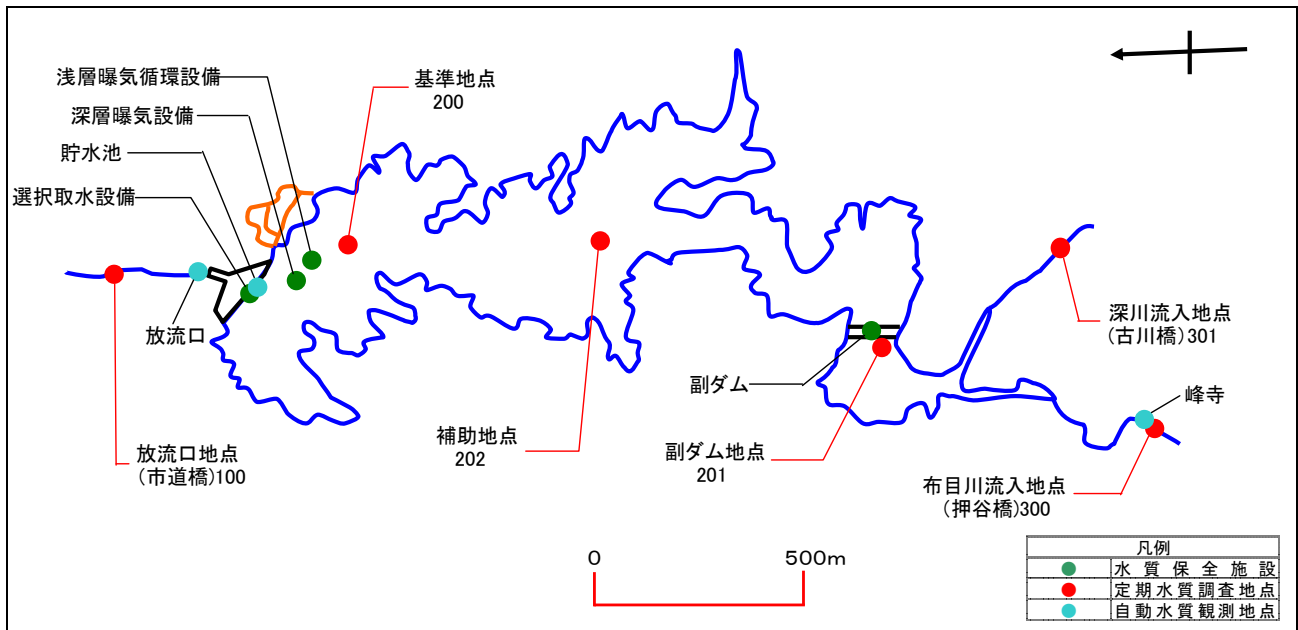 浅層曝気循環設備
深層曝気設備
貯水池
選択取水設備
基準地点
200
放流口
放流口地点
(市道橋)100
補助地点
202
副ダム
副ダム地点
201
深川流入地点
(古川橋)301
峰寺
布目川流入地点
(押谷橋)300
0 500m
凡例
水質保全施設
定期水質調査地点
自動水質観測地点